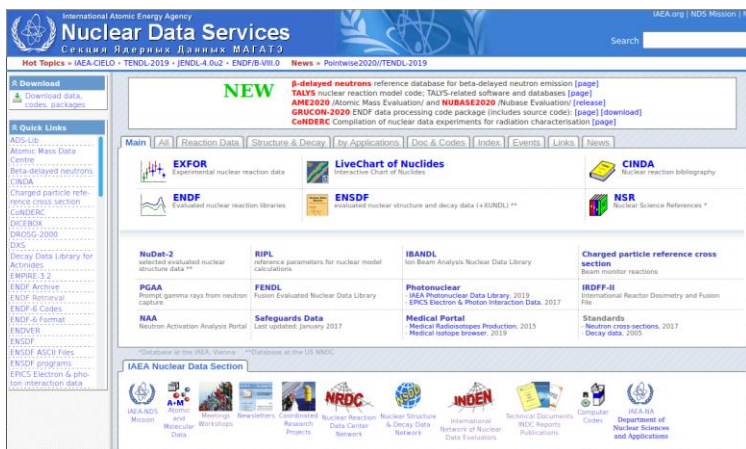 International Atomic Energy Agency
IAEA.org | NDS Mission |
Nuclear Data Services
Секция Ядерных Данных МАГАТЭ
Search
Hot Topics » IAEA-CIELO • TENDL-2019 • JENDL-4.0u2 • ENDF/B-VIII.0 News » Pointwise2020//TENDL-2019
Download
Download data, codes, packages
Quick Links
ADS-Lib
Atomic Mass Data
Centre
Beta-delayed neutrons
CINDA
Charged particle refe-
rence cross section
CoNDERC
DICEBOX
DROSG-2000
DXS
Decay Data Library for
Actinides
EMPIRE-3.2
ENDF Archive
ENDF Retrieval
ENDF-6 Codes
ENDF-6 Format
ENDVER
ENSDF
ENSDF ASCII Files
ENSDF programs
EPICS Electron & pho-
ton interaction data
NEW
β-delayed neutrons reference database for beta-delayed neutron emission [page]
TALYS nuclear reaction model code; TALYS-related software and databases [page]
AME2020 /Atomic Mass Evaluation/ and NUBASE2020 /Nubase Evaluation/ [release]
GRUCON-2020 ENDF data processing code package (includes source code): [page] [download]
CoNDERC Compilation of nuclear data experiments for radiation characterisation [page]
Main All Reaction Data Structure & Decay by Applications Doc & Codes Index Events Links News
EXFOR
Experimental nuclear reaction data
LiveChart of Nuclides
Interactive Chart of Nuclides
CINDA
Nuclear reaction bibliography
ENDF
Evaluated nuclear reaction libraries
ENSDF
evaluated nuclear structure and decay data (+XUNDL) **
NSR
Nuclear Science References *
NuDat-2
selected evaluated nuclear
structure data **
RIPL
reference parameters for nuclear model
calculations
IBANDL
Ion Beam Analysis Nuclear Data Library
Charged particle reference cross
section
Beam monitor reactions
PGAA
Prompt gamma rays from neutron
capture
FENDL
Fusion Evaluated Nuclear Data Library
Photonuclear
- IAEA Photonuclear Data Library, 2019
- EPICS Electron & Photon Interaction Data, 2017
IRDFF-II
International Reactor Dosimetry and Fusion
File
NAA
Neutron Activation Analysis Portal
Safeguards Data
Last updated: January 2017
Medical Portal
- Medical Radioisotopes Production, 2015
- Medical isotope browser, 2019
Standards
- Neutron cross-sections, 2017
- Decay data, 2005
*Database at the IAEA, Vienna **Database at the US NNDC
IAEA Nuclear Data Section
IAEA-NDS
Mission
A+M
Atomic
and
Molecular
Data
Meetings
Workshops
Newsletters
Coordinated
Research
Projects
NRDC
Nuclear Reaction
Data Center
Network
NSDD
Nuclear Structure
& Decay Data
Network
INDEN
International
Network of Nuclear
Data Evaluators
Technical Documents
INDC Reports
Publications
Computer
Codes
IAEA-NA
Department of
Nuclear Sciences
and Applications